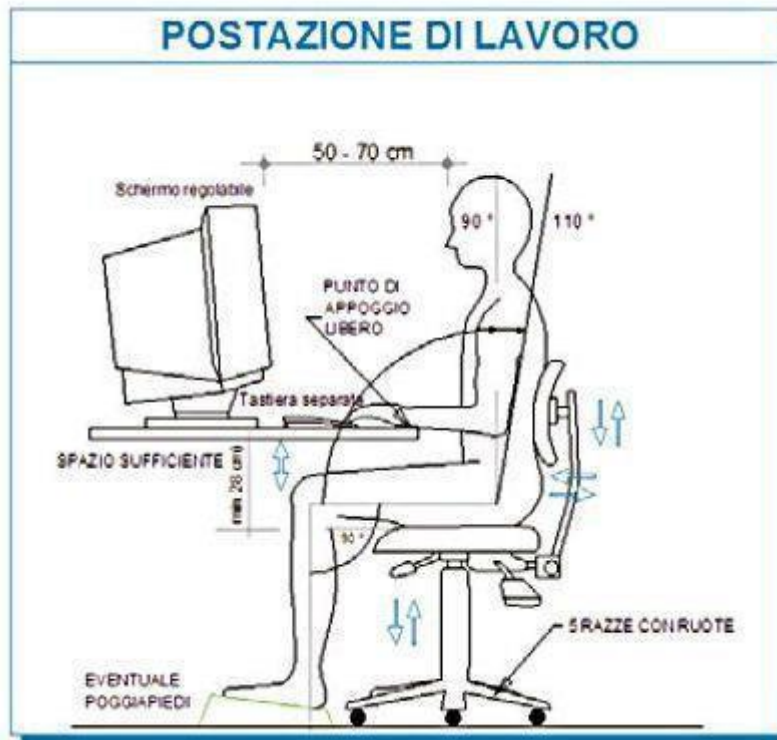 POSTAZIONE DI LAVORO
50 - 70 cm
Schermo regolabile
90 °
110 °
PUNTO DI
APPOGGIO
LIBERO
Tastiera separata
SPAZIO SUFFICIENTE
min 28 cm)
90 °
5 RAZZE CON RUOTE
EVENTUALE
POGGIAPIEDI